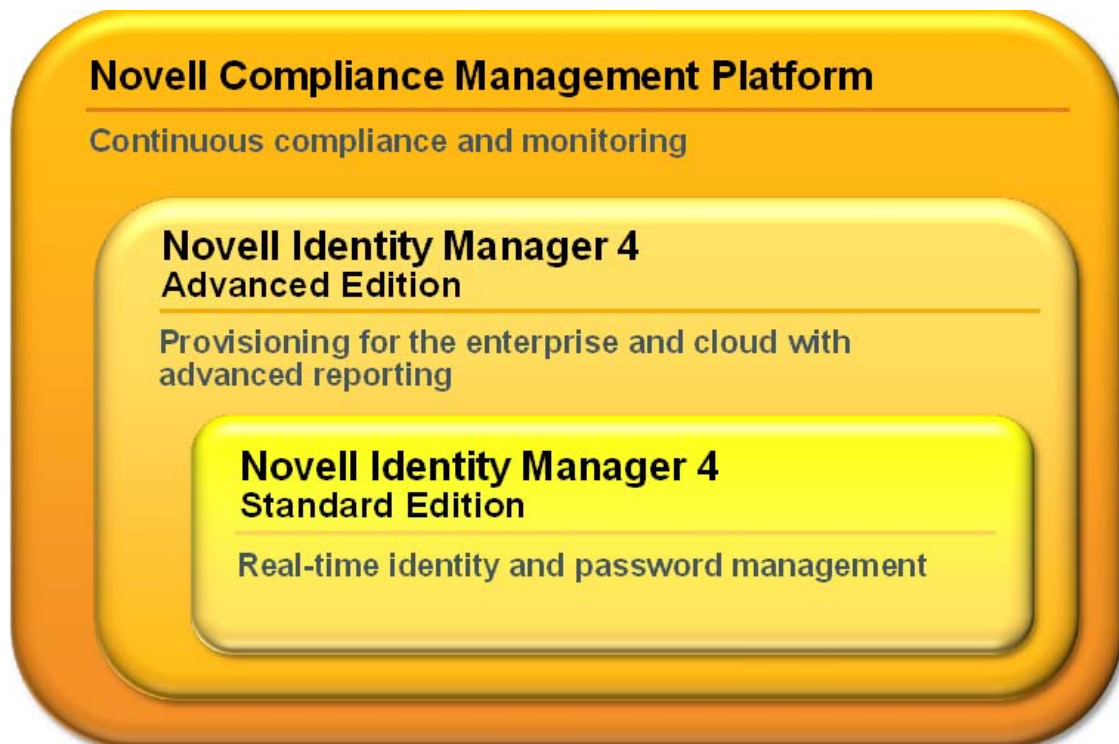 Novell Compliance Management Platform
Continuous compliance and monitoring
Novell Identity Manager 4
Advanced Edition
Provisioning for the enterprise and cloud with
advanced reporting
Novell Identity Manager 4
Standard Edition
Real-time identity and password management